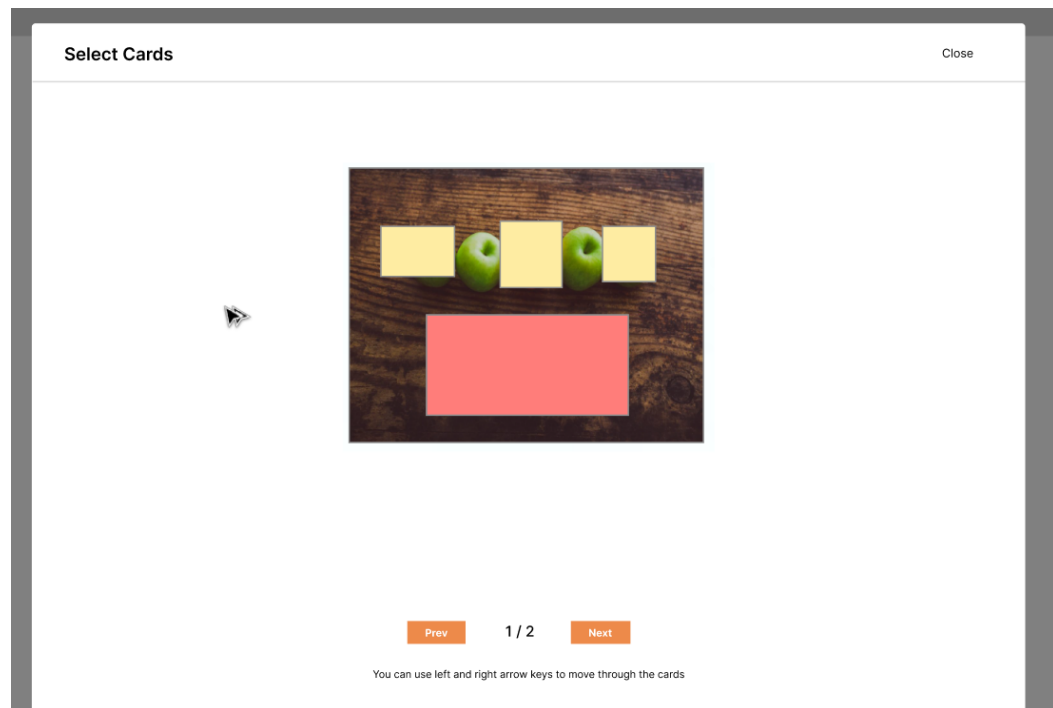 Select Cards
Close
Prev
1 / 2
Next
You can use left and right arrow keys to move through the cards